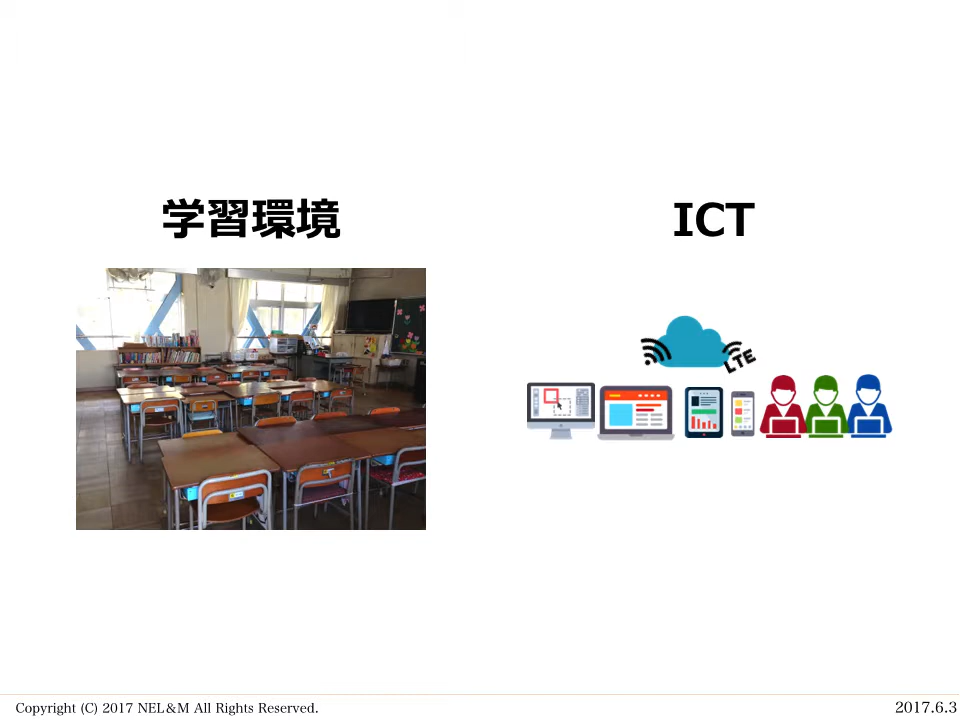 学習環境
ICT
LTE
Copyright (C) 2017 NEL&M All Rights Reserved.
2017.6.3